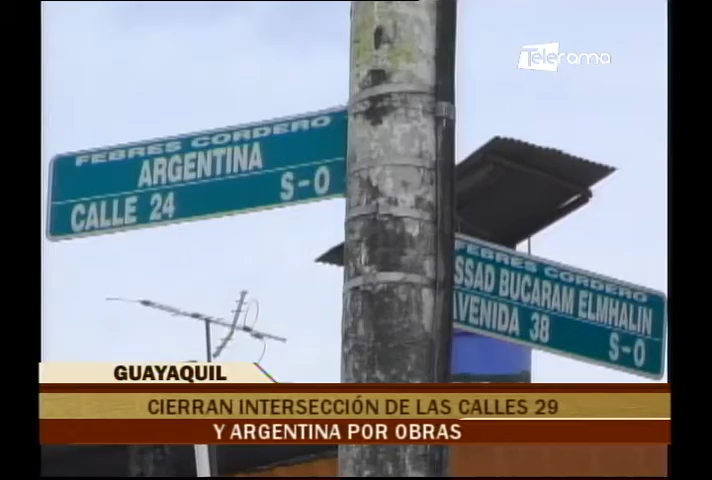 Telerama
FEBRES CORDERO
ARGENTINA
CALLE 24 S-O
FEBRES CORDERO
SSAD BUCARAM ELMHALIN
AVENIDA 38 S-O
GUAYAQUIL
CIERRAN INTERSECCIÓN DE LAS CALLES 29
Y ARGENTINA POR OBRAS